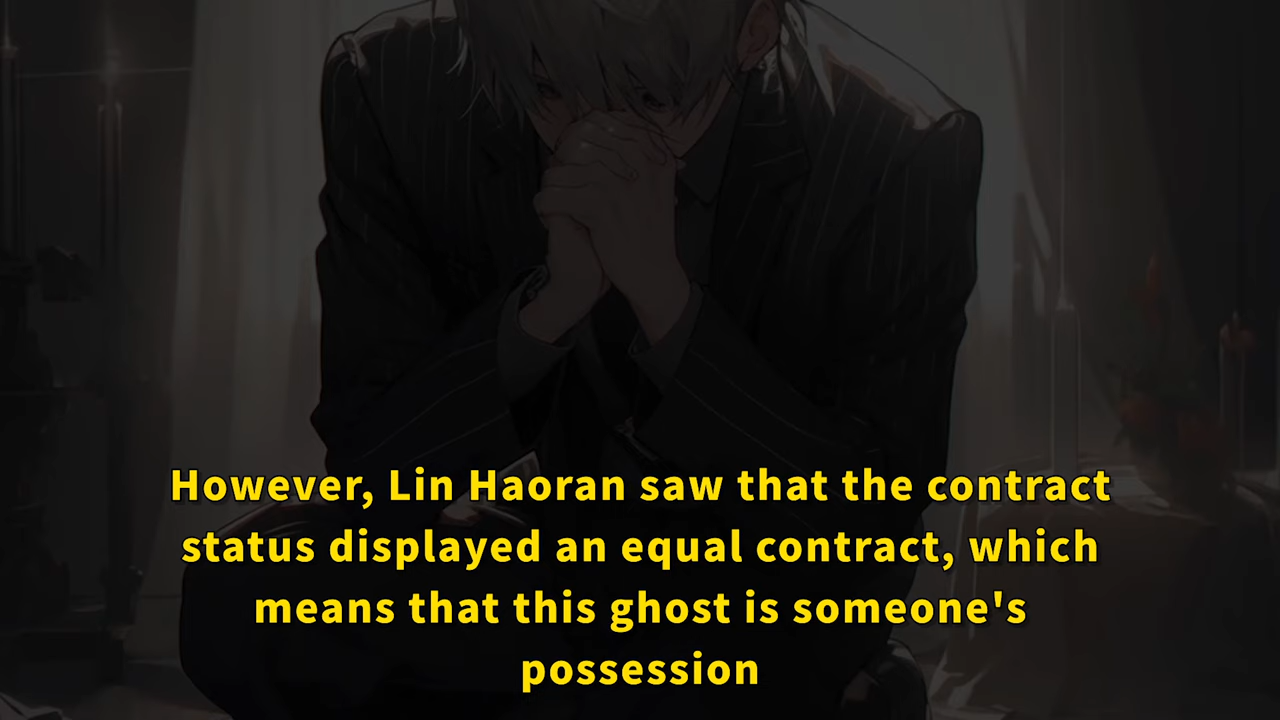 However, Lin Haoran saw that the contract
status displayed an equal contract, which
means that this ghost is someone's
possession